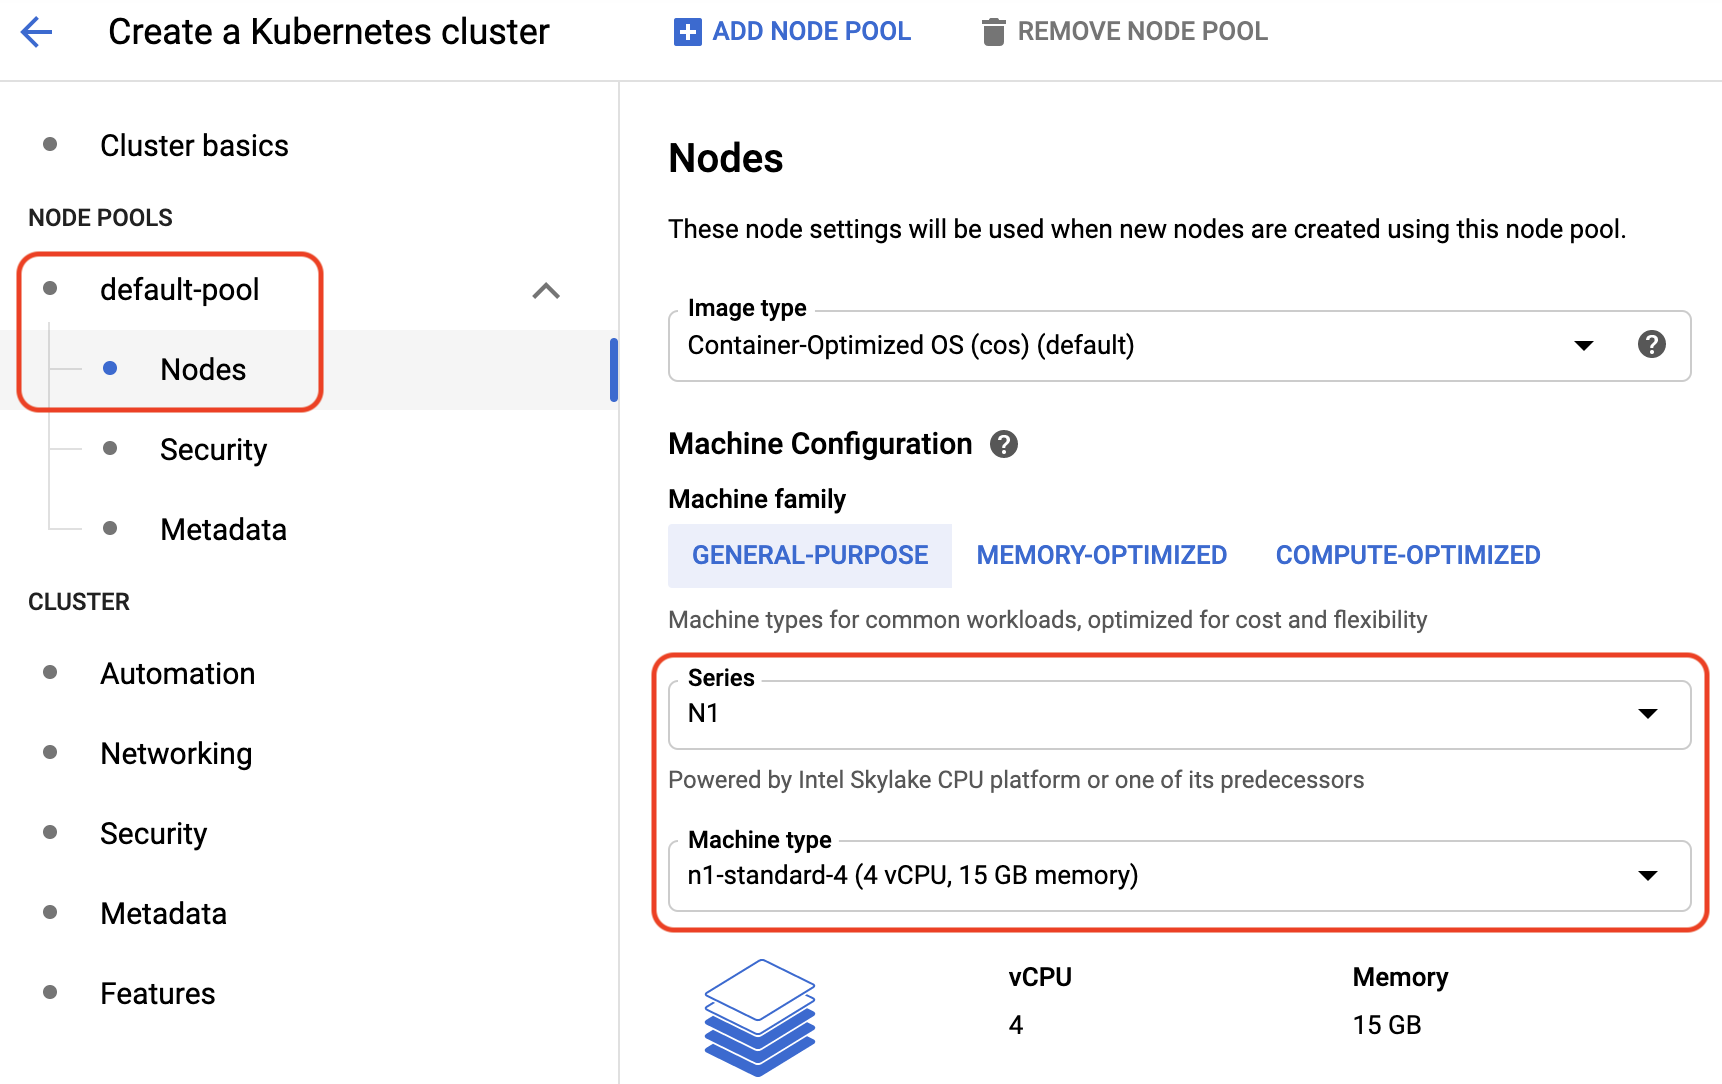 Create a Kubernetes cluster
ADD NODE POOL
REMOVE NODE POOL
Cluster basics
NODE POOLS
default-pool
Nodes
Security
Metadata
CLUSTER
Automation
Networking
Security
Metadata
Features
Nodes
These node settings will be used when new nodes are created using this node pool.
Image type
Container-Optimized OS (cos) (default)
Machine Configuration
Machine family
GENERAL-PURPOSE MEMORY-OPTIMIZED COMPUTE-OPTIMIZED
Machine types for common workloads, optimized for cost and flexibility
Series
N1
Powered by Intel Skylake CPU platform or one of its predecessors
Machine type
n1-standard-4 (4 vCPU, 15 GB memory)
vCPU Memory
4 15 GB